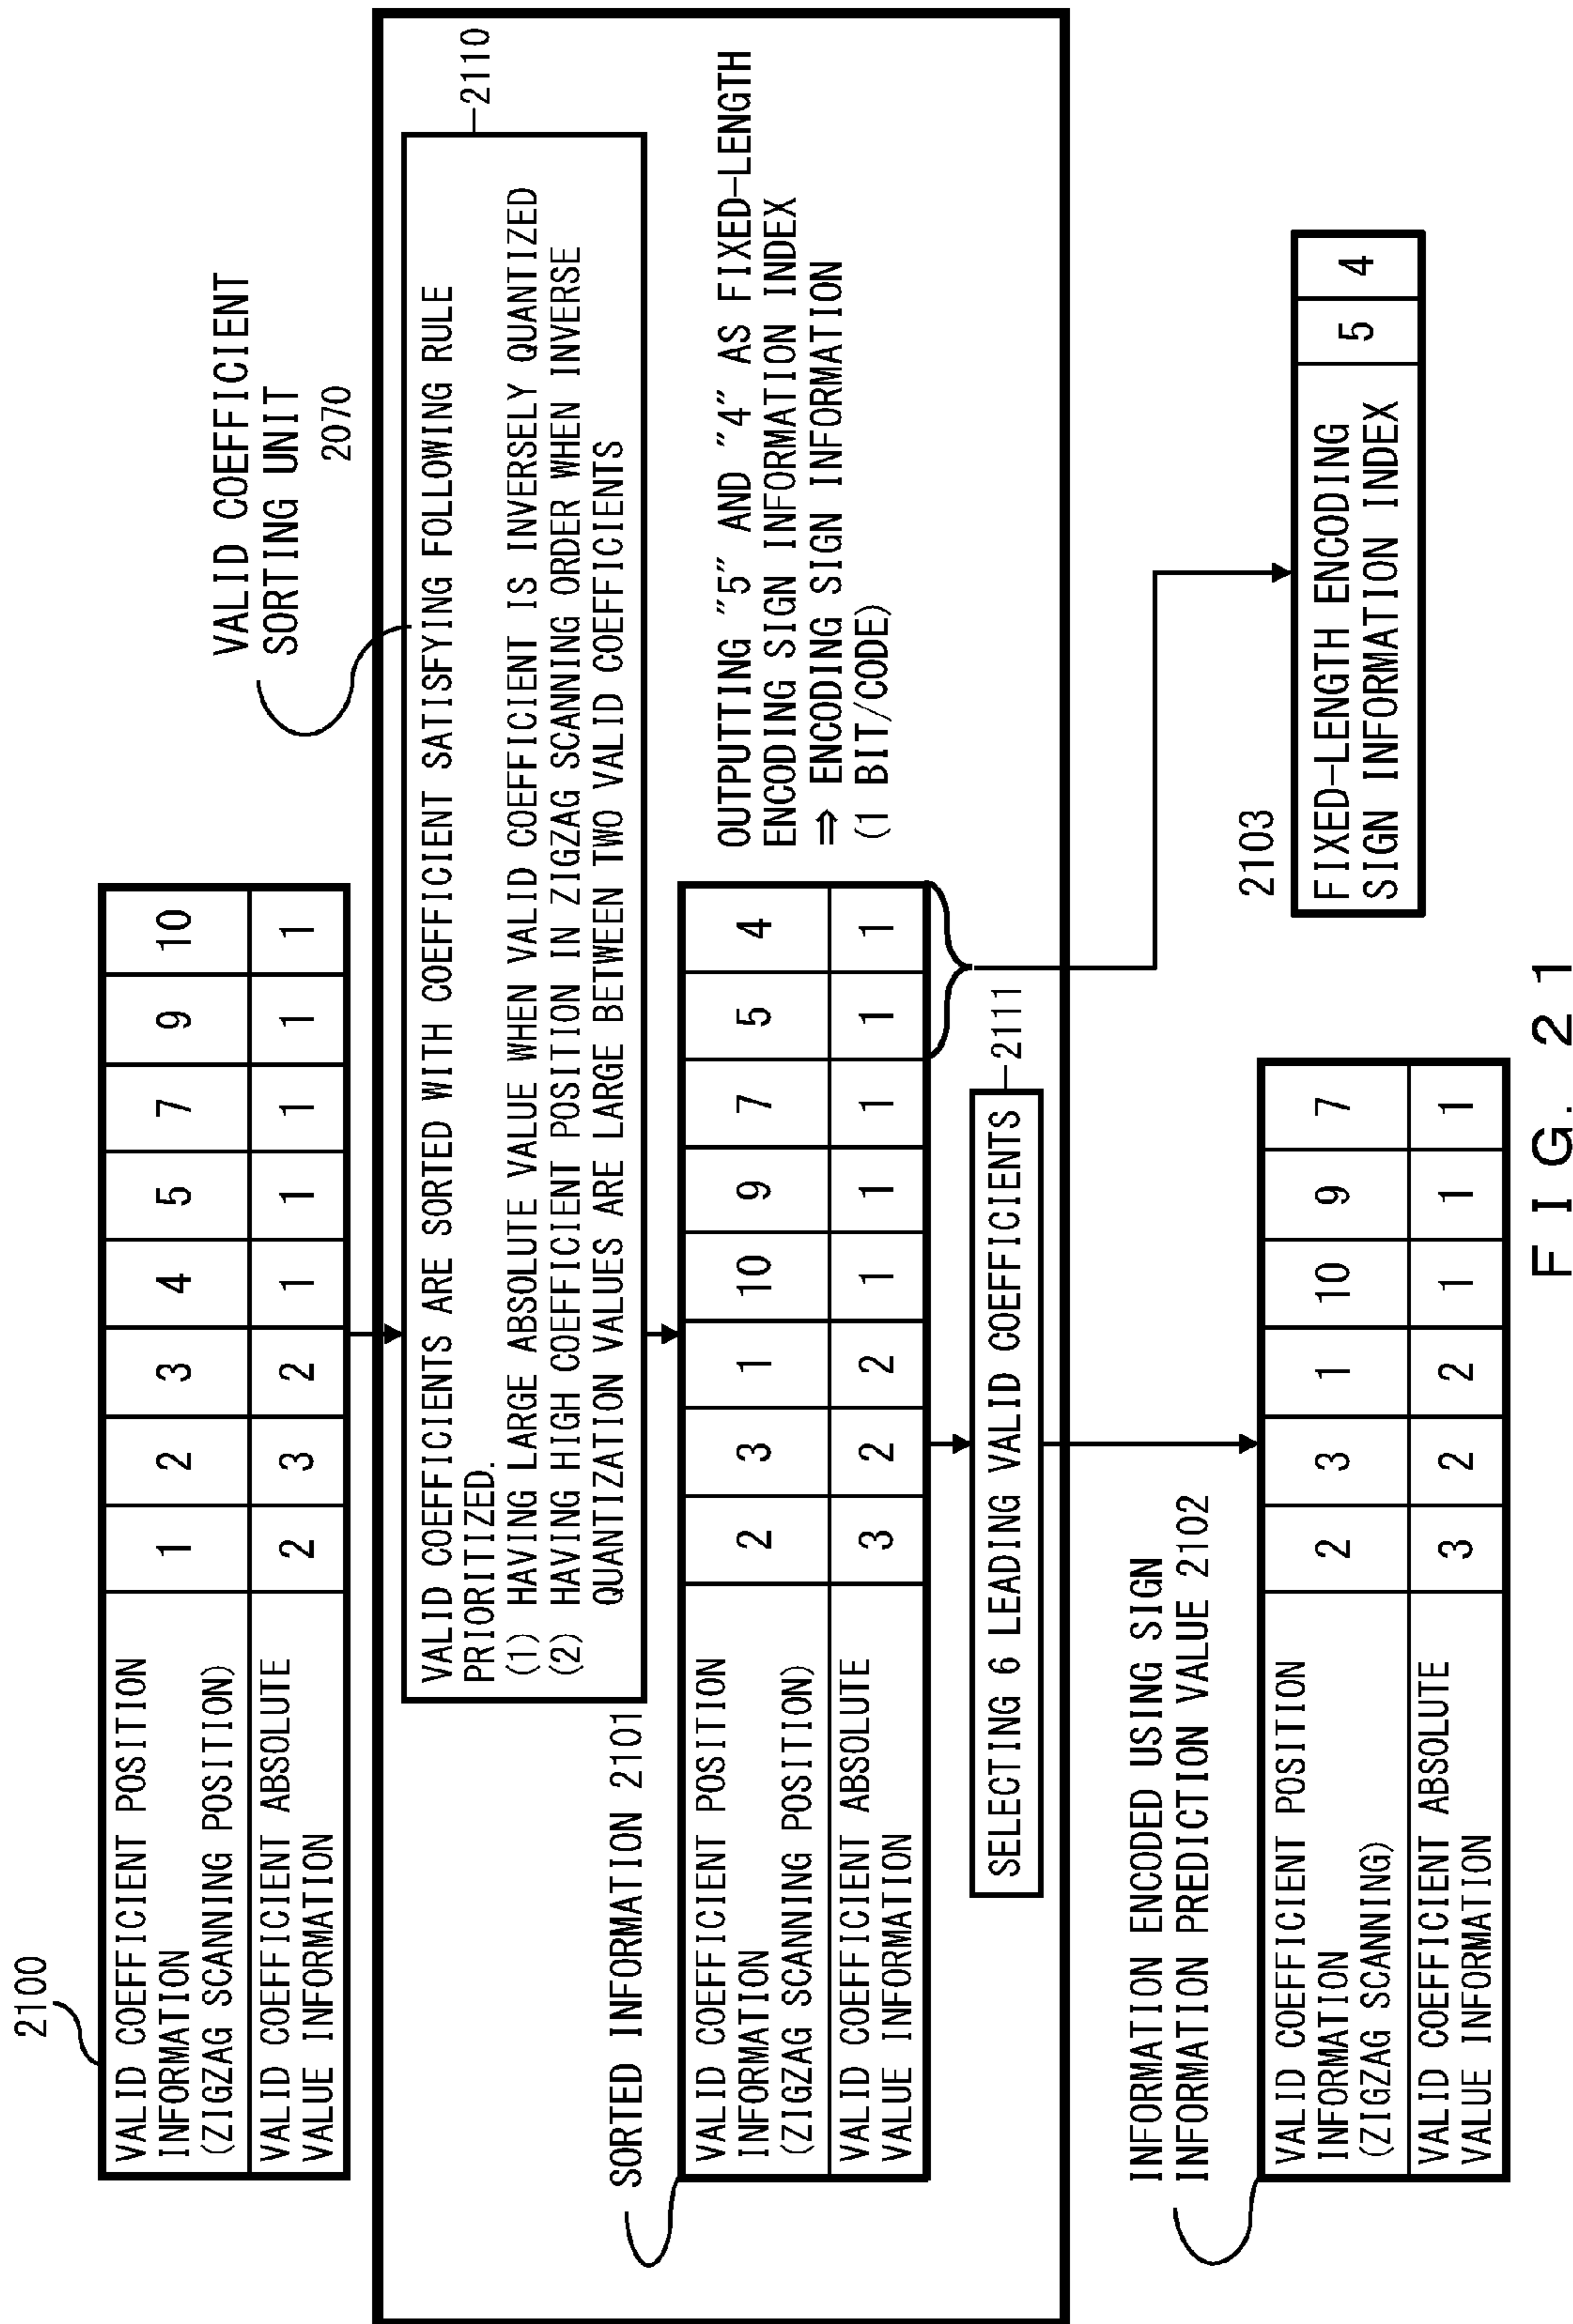 2100
VALID COEFFICIENT POSITION
INFORMATION
(ZIGZAG SCANNING POSITION)
1 2 3 4 5 7 9 10
VALID COEFFICIENT ABSOLUTE
VALUE INFORMATION
2 3 2 1 1 1 1 1
VALID COEFFICIENT
SORTING UNIT
2070
VALID COEFFICIENTS ARE SORTED WITH COEFFICIENT SATISFYING FOLLOWING RULE
PRIORITIZED.
(1) HAVING LARGE ABSOLUTE VALUE WHEN VALID COEFFICIENT IS INVERSELY QUANTIZED
(2) HAVING HIGH COEFFICIENT POSITION IN ZIGZAG SCANNING ORDER WHEN INVERSE
QUANTIZATION VALUES ARE LARGE BETWEEN TWO VALID COEFFICIENTS
2110
SORTED INFORMATION 2101
VALID COEFFICIENT POSITION
INFORMATION
(ZIGZAG SCANNING POSITION)
2 3 1 10 9 7 5 4
VALID COEFFICIENT ABSOLUTE
VALUE INFORMATION
3 2 2 1 1 1 1 1
OUTPUTTING "5" AND "4" AS FIXED-LENGTH
ENCODING SIGN INFORMATION INDEX
⇒ ENCODING SIGN INFORMATION
(1 BIT/CODE)
SELECTING 6 LEADING VALID COEFFICIENTS
2111
INFORMATION ENCODED USING SIGN
INFORMATION PREDICTION VALUE 2102
VALID COEFFICIENT POSITION
INFORMATION
(ZIGZAG SCANNING)
2 3 1 10 9 7
VALID COEFFICIENT ABSOLUTE
VALUE INFORMATION
3 2 2 1 1 1
2103
FIXED-LENGTH ENCODING
SIGN INFORMATION INDEX
5 4
FIG. 21